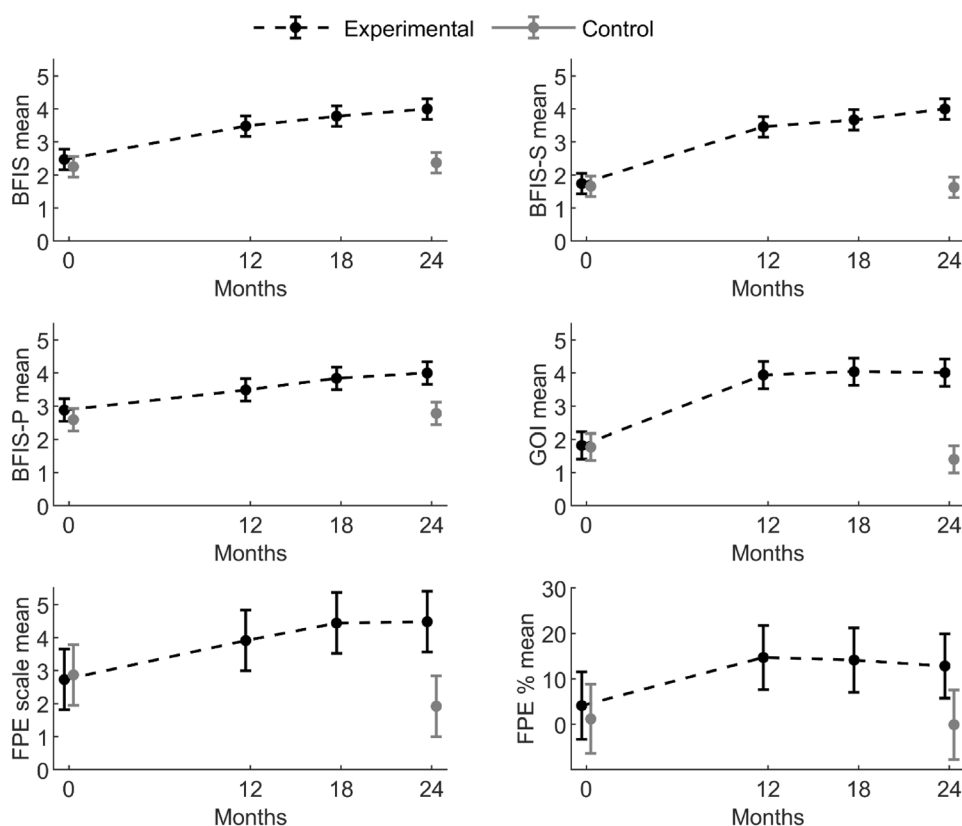 Experimental Control
BFIS mean
5
4
3
2
1
0
0 12 18 24
Months
BFIS-S mean
5
4
3
2
1
0
0 12 18 24
Months
BFIS-P mean
5
4
3
2
1
0
0 12 18 24
Months
GOI mean
5
4
3
2
1
0
0 12 18 24
Months
FPE scale mean
5
4
3
2
1
0
0 12 18 24
Months
FPE % mean
30
20
10
0
0 12 18 24
Months